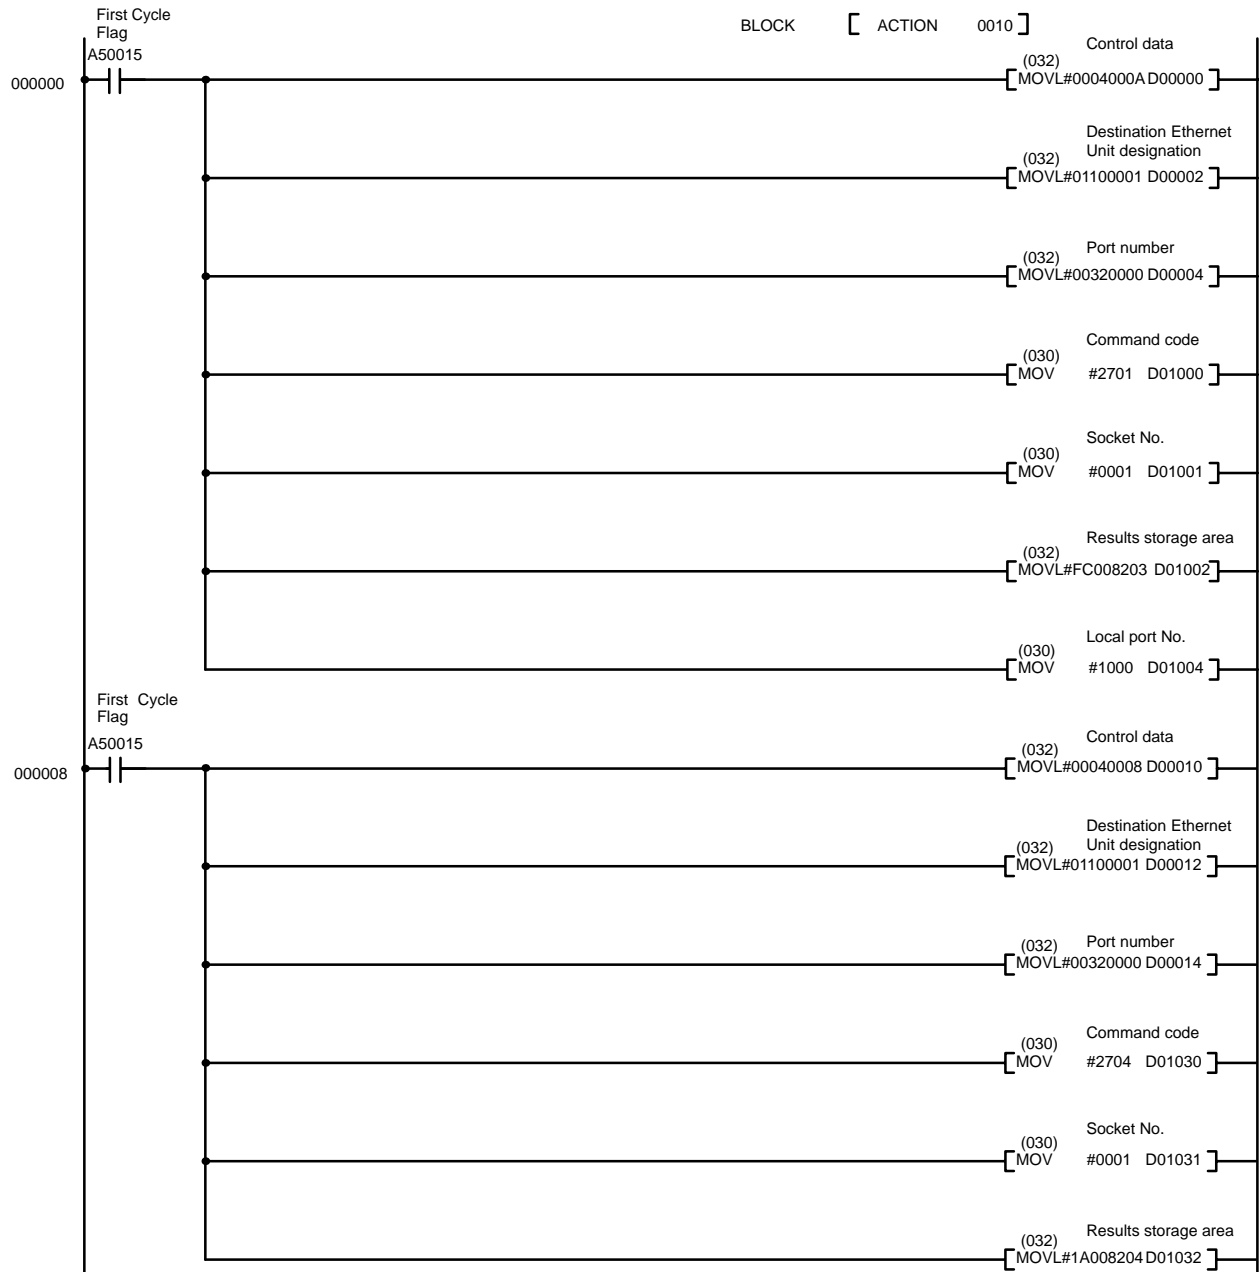 First Cycle
Flag
BLOCK [ ACTION 0010 ]
A50015
Control data
(032)
000000
[MOVL#0004000A D00000]
Destination Ethernet
Unit designation
(032)
[MOVL#01100001 D00002]
Port number
(032)
[MOVL#00320000 D00004]
Command code
(030)
[MOV #2701 D01000]
Socket No.
(030)
[MOV #0001 D01001]
Results storage area
(032)
[MOVL#FC008203 D01002]
Local port No.
(030)
[MOV #1000 D01004]
First Cycle
Flag
A50015
Control data
(032)
000008
[MOVL#00040008 D00010]
Destination Ethernet
Unit designation
(032)
[MOVL#01100001 D00012]
Port number
(032)
[MOVL#00320000 D00014]
Command code
(030)
[MOV #2704 D01030]
Socket No.
(030)
[MOV #0001 D01031]
Results storage area
(032)
[MOVL#1A008204 D01032]